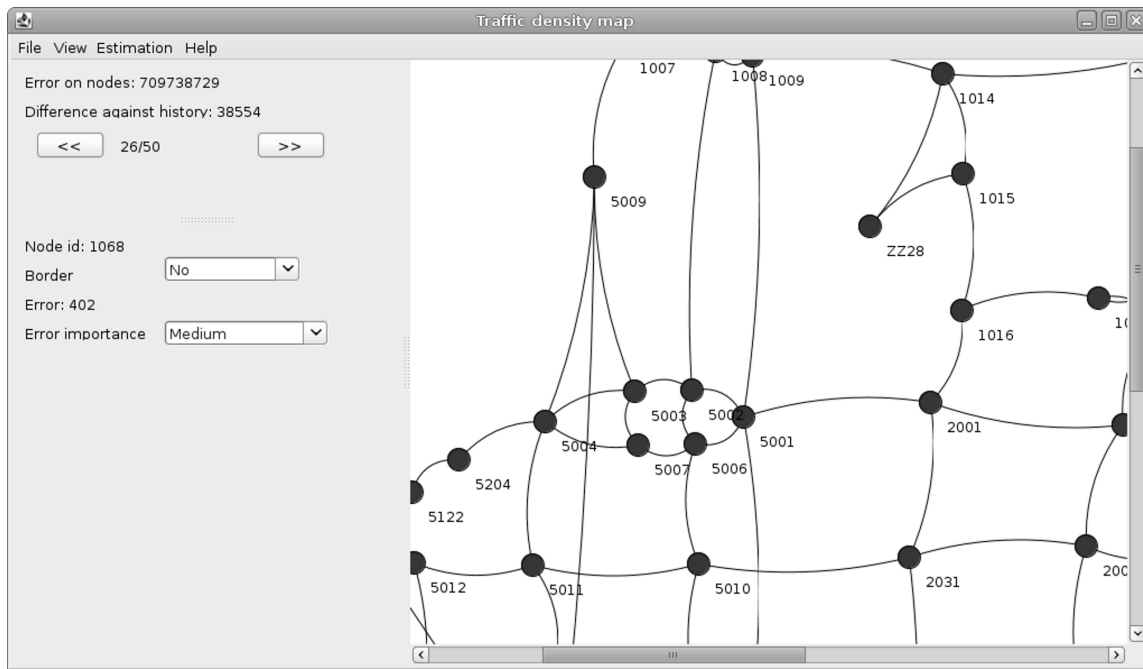 Traffic density map
File View Estimation Help
Error on nodes: 709738729
Difference against history: 38554
<< 26/50 >>
Node id: 1068
Border No
Error: 402
Error importance Medium
1007
1008
1009
1014
5009
1015
ZZ28
1016
5003
5002
5001
2001
5004
5007
5006
5204
5122
5012
5011
5010
2031